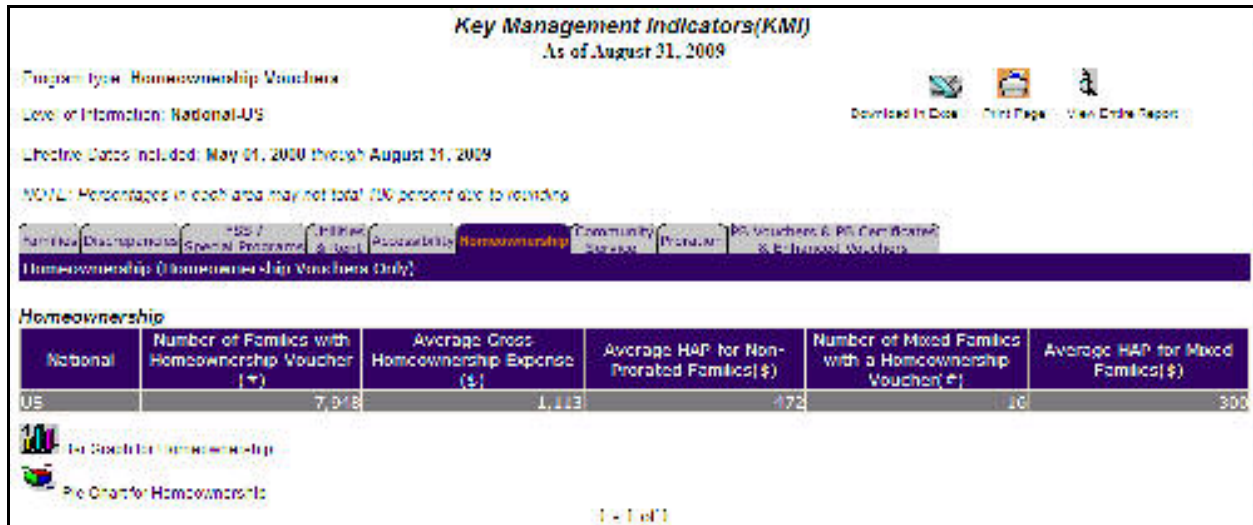 Key Management Indicators(KMI)
As of August 31, 2009
Program type: Homeownership Vouchers
Level of Information: National-US
Download in Excel Print Page View Entire Report
Effective Dates Included: May 01, 2008 through August 31, 2009
NOTE: Percentages in each area may not total 100 percent due to rounding.
Families Discrepancies FSS / Special Programs Utilities & Rent Accessibility Homeownership Community Service Proration PB Vouchers & PB Certificates & Enhanced Vouchers
Homeownership (Homeownership Vouchers Only)
Homeownership
National
Number of Families with Homeownership Voucher (#)
Average Gross Homeownership Expense ($)
Average HAP for Non-Prorated Families($)
Number of Mixed Families with a Homeownership Voucher(#)
Average HAP for Mixed Families($)
US 7,948 1,113 472 16 300
Bar Graph for Homeownership
Pie Chart for Homeownership
1 - 1 of 1